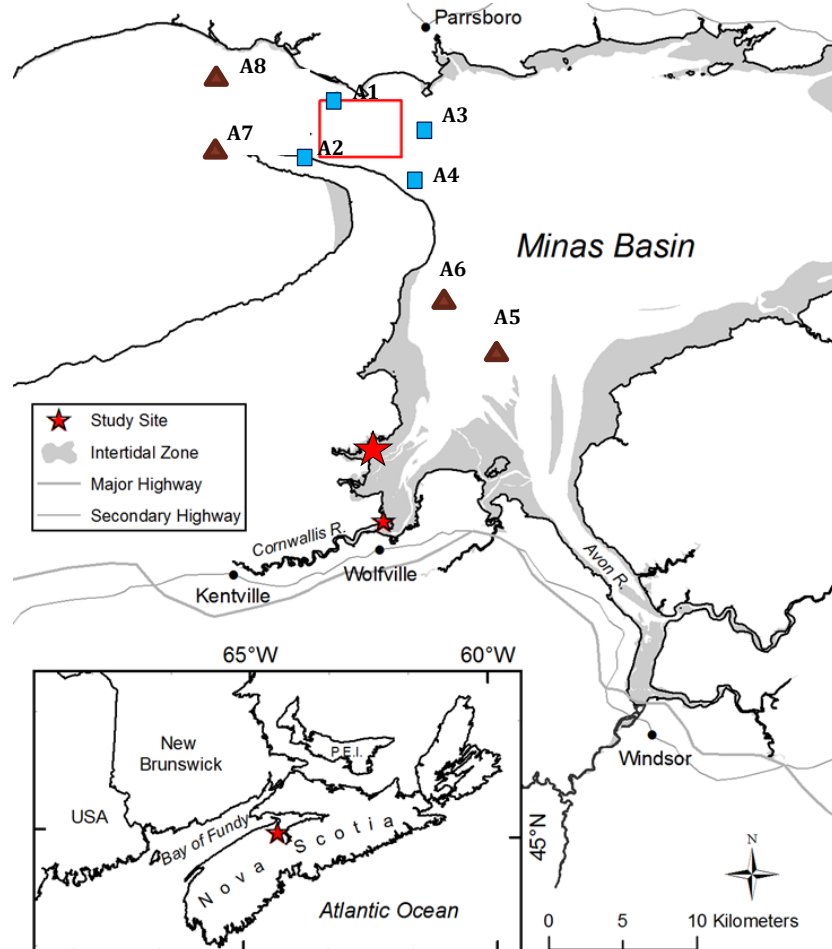 Parrsboro
A8
A1
A3
A7
A2
A4
Minas Basin
A6
A5
Study Site
Intertidal Zone
Major Highway
Secondary Highway
Cornwallis R.
Wolfville
Kentville
Avon R.
65°W
60°W
New
Brunswick
P.E.I.
USA
Bay of Fundy
Nova Scotia
45°N
Atlantic Ocean
Windsor
N
0 5 10 Kilometers